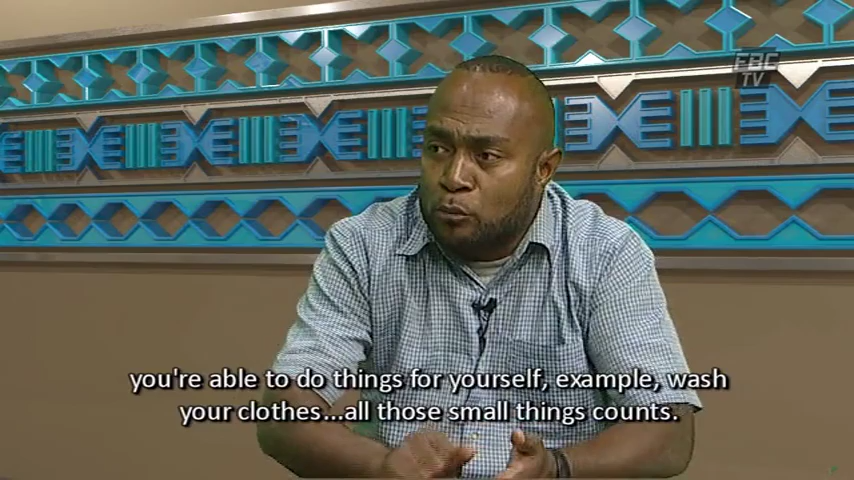 FBC
TV
you're able to do things for yourself, example, wash
your clothes...all those small things counts.